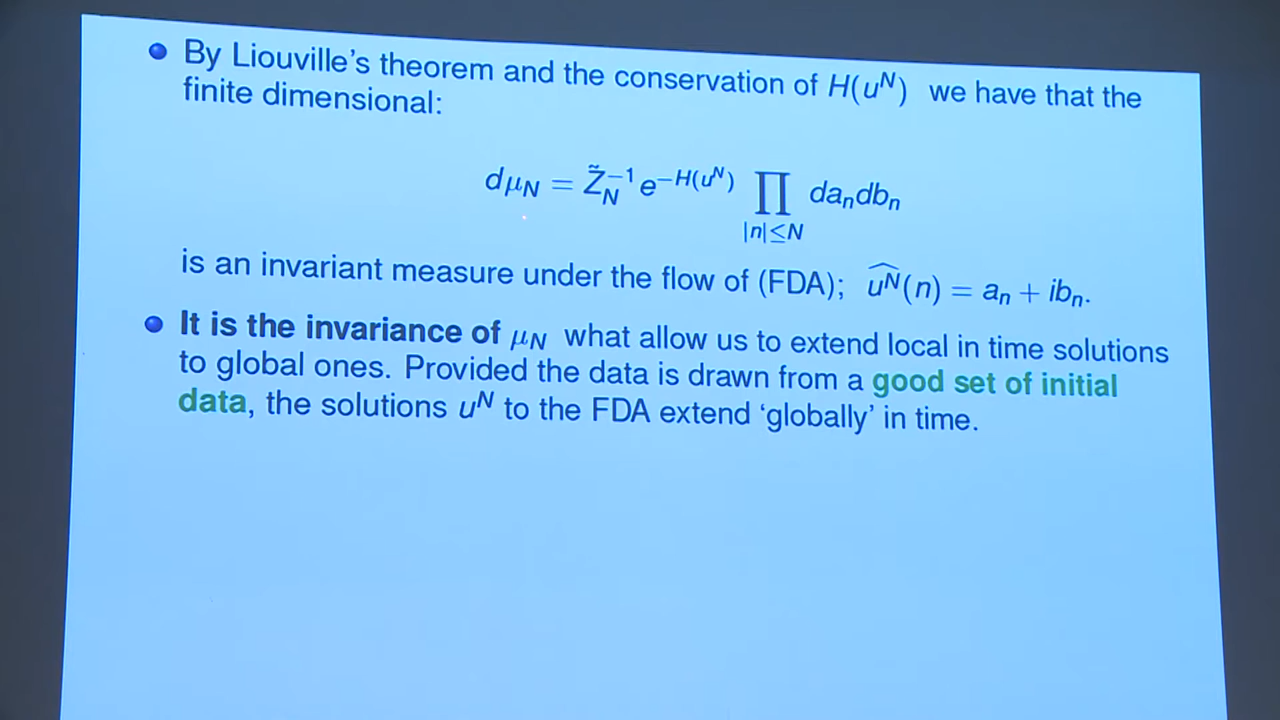 By Liouville's theorem and the conservation of H(u^N) we have that the
finite dimensional:
dμ_N = Z̃_N^{-1} e^{-H(u^N)} ∏_{|n|≤N} da_n db_n
is an invariant measure under the flow of (FDA); \widehat{u^N}(n) = a_n + ib_n.
It is the invariance of μ_N what allow us to extend local in time solutions
to global ones. Provided the data is drawn from a good set of initial
data, the solutions u^N to the FDA extend 'globally' in time.